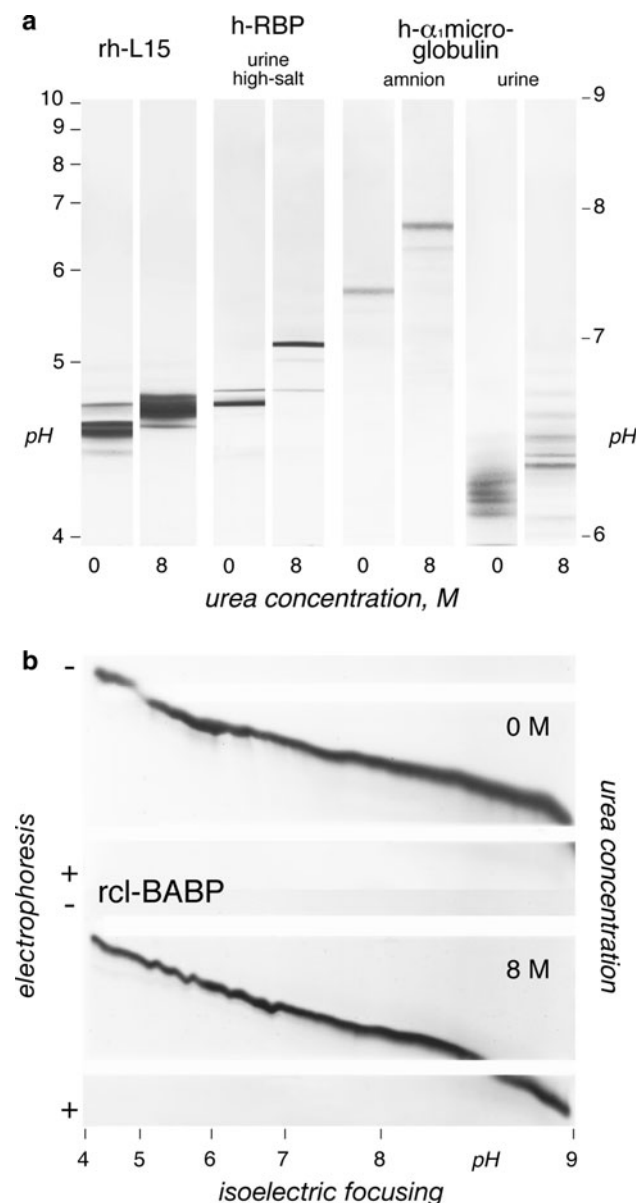 a
rh-L15
h-RBP
urine
high-salt
h-α₁micro-
globulin
amnion
urine
10
9
8
7
6
5
pH
4
9
8
7
pH
6
0 8 0 8 0 8 0 8
urea concentration, M
b
-
0 M
+
electrophoresis
urea concentration
rcl-BABP
-
8 M
+
4 5 6 7 8 pH 9
isoelectric focusing